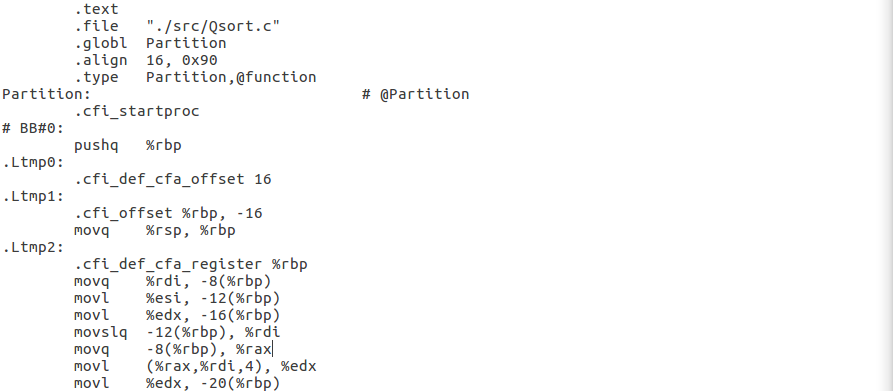 .text
.file "./src/Qsort.c"
.globl Partition
.align 16, 0x90
.type Partition,@function
Partition: # @Partition
.cfi_startproc
# BB#0:
pushq %rbp
.Ltmp0:
.cfi_def_cfa_offset 16
.Ltmp1:
.cfi_offset %rbp, -16
movq %rsp, %rbp
.Ltmp2:
.cfi_def_cfa_register %rbp
movq %rdi, -8(%rbp)
movl %esi, -12(%rbp)
movl %edx, -16(%rbp)
movslq -12(%rbp), %rdi
movq -8(%rbp), %rax
movl (%rax,%rdi,4), %edx
movl %edx, -20(%rbp)